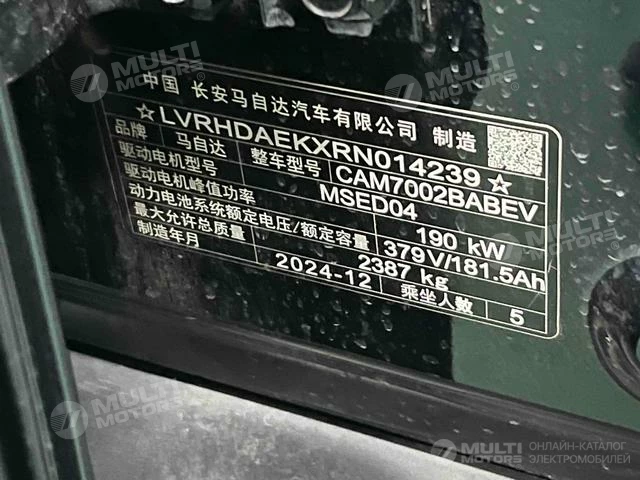 中国 长安马自达汽车有限公司 制造
☆LVRHDAEKXRN014239☆
品牌 马自达 整车型号 CAM7002BABEV
驱动电机型号 MSED04
驱动电机峰值功率 190 kW
动力电池系统额定电压/额定容量 379V/181.5Ah
最大允许总质量 2387 kg
制造年月 2024-12 乘坐人数 5
MULTI MOTORS
MULTI MOTORS
MULTI MOTORS
MULTI MOTORS
MULTI MOTORS
MULTI MOTORS
MULTI MOTORS
ОНЛАЙН-КАТАЛОГ
ЭЛЕКТРОМОБИЛЕЙ